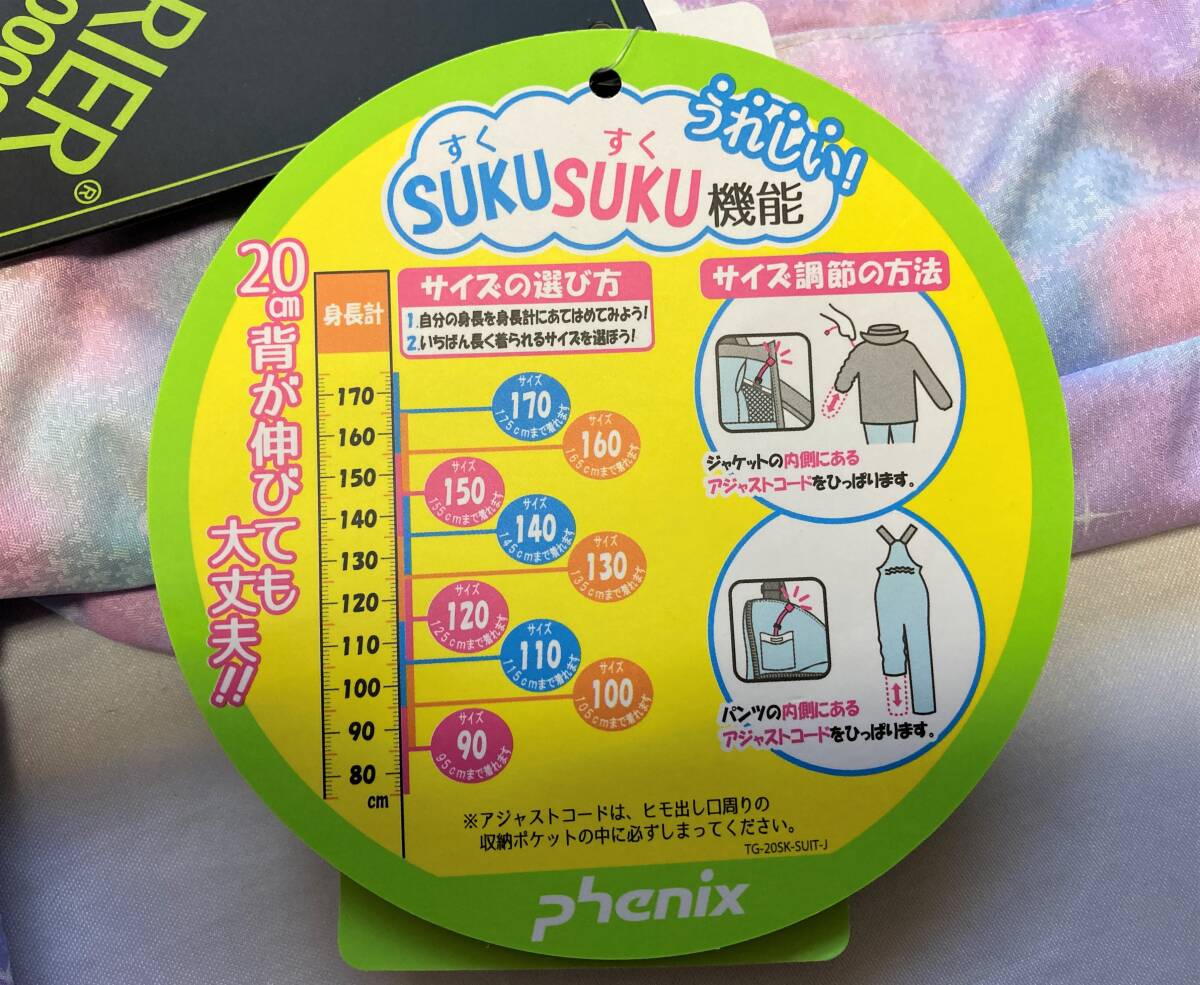 RIER
000
®
うれしい!
すく すく
SUKUSUKU機能
20cm背が伸びても
大丈夫!!
身長計
170
160
150
140
130
120
110
100
90
80
cm
サイズの選び方
1.自分の身長を身長計にあてはめてみよう!
2.いちばん長く着られるサイズを選ぼう!
サイズ
170
175cmまで着れます
サイズ
160
165cmまで着れます
サイズ
150
155cmまで着れます
サイズ
140
145cmまで着れます
サイズ
130
135cmまで着れます
サイズ
120
125cmまで着れます
サイズ
110
115cmまで着れます
サイズ
100
105cmまで着れます
サイズ
90
95cmまで着れます
サイズ調節の方法
ジャケットの内側にある
アジャストコードをひっぱります。
パンツの内側にある
アジャストコードをひっぱります。
※アジャストコードは、ヒモ出し口周りの
収納ポケットの中に必ずしまってください。
TG-20SK-SUIT-J
phenix